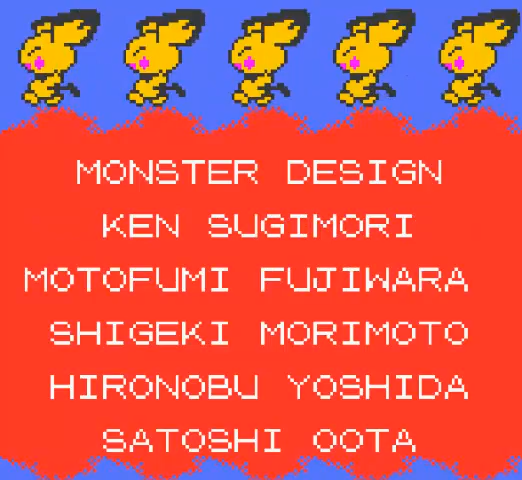 MONSTER DESIGN
KEN SUGIMORI
MOTOFUMI FUJIWARA
SHIGEKI MORIMOTO
HIRONOBU YOSHIDA
SATOSHI OOTA